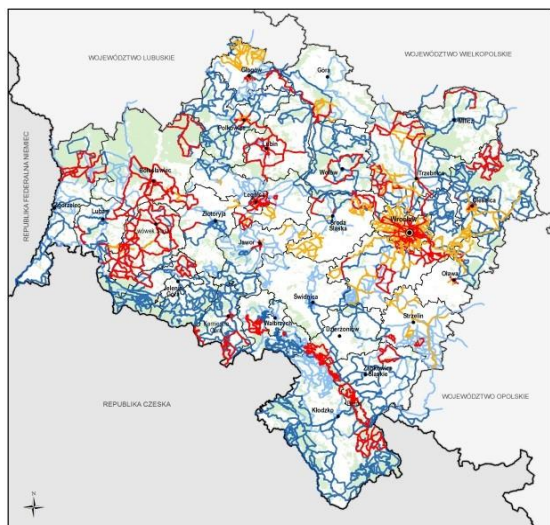 WOJEWÓDZTWO LUBUSKIE
WOJEWÓDZTWO WIELKOPOLSKIE
Głogów
Góra
REPUBLIKA FEDERALNA NIEMIEC
Polkowice
Milicz
Lubin
Bolesławiec
Wołów
Trzebnica
Zgorzelec
Lubań
Legnica
Oleśnica
Złotoryja
Środa
Śląska
Wrocław
Lwówek Śląski
Jawor
Oława
Jelenia
Góra
Świdnica
Strzelin
Kamienna
Góra
Wałbrzych
Dzierżoniów
Ząbkowice
Śląskie
REPUBLIKA CZESKA
WOJEWÓDZTWO OPOLSKIE
Kłodzko
N